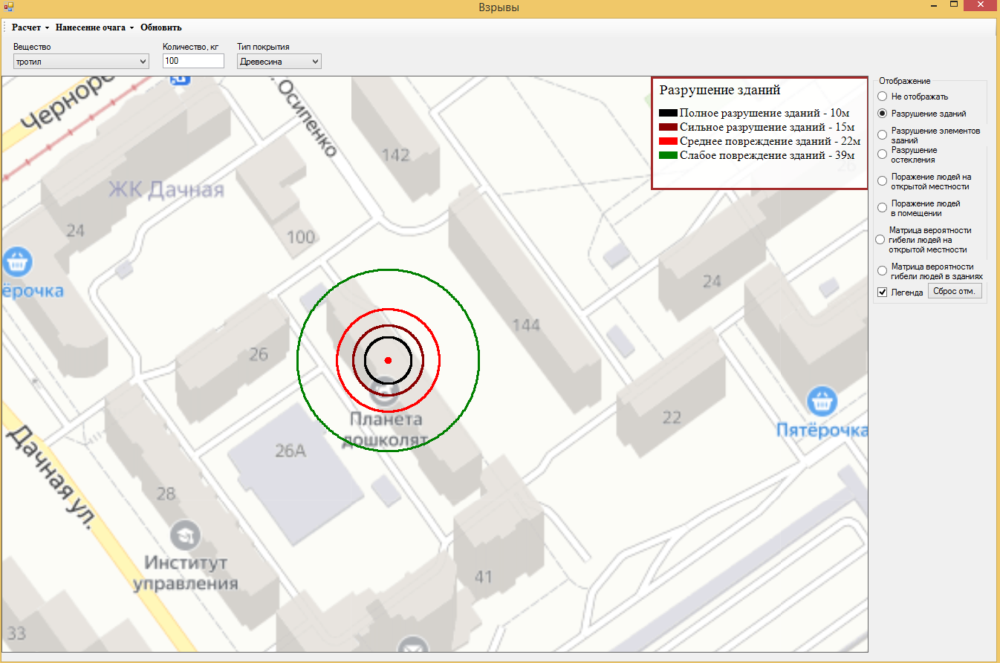 Взрывы
Расчет Нанесение очага Обновить
Вещество Количество, кг Тип покрытия
тротил 100 Древесина
Черноре
. Осипенко
142
ЖК Дачная
24
100
ёрочка
26
144
24
22
Пятёрочка
Планета
дошколят
26А
Дачная ул.
28
Институт
управления
41
33
Разрушение зданий
Полное разрушение зданий - 10м
Сильное разрушение зданий - 15м
Среднее повреждение зданий - 22м
Слабое повреждение зданий - 39м
Отображение
Не отображать
Разрушение зданий
Разрушение элементов
зданий
Разрушение
остекления
Поражение людей на
открытой местности
Поражение людей
в помещении
Матрица вероятности
гибели людей на
открытой местности
Матрица вероятности
гибели людей в зданиях
Легенда Сброс отм.